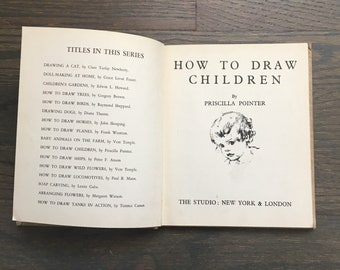 TITLES IN THIS SERIES
DRAWING A CAT, by Clare Turlay Newberry.
DOLL-MAKING AT HOME, by Grace Lovat Fraser.
CHILDREN'S GARDENS, by Edwin L. Howard.
HOW TO DRAW TREES, by Gregory Brown.
HOW TO DRAW BIRDS, by Raymond Sheppard.
DRAWING DOGS, by Diana Thorne.
HOW TO DRAW HORSES, by John Skeaping.
HOW TO DRAW PLANES, by Frank Wootton.
BABY ANIMALS ON THE FARM, by Vere Temple.
HOW TO DRAW CHILDREN, by Priscilla Pointer.
HOW TO DRAW SHIPS, by Peter F. Anson.
HOW TO DRAW WILD FLOWERS, by Vere Temple.
HOW TO DRAW LOCOMOTIVES, by Paul B. Mann.
SOAP CARVING, by Lester Gaba.
ARRANGING FLOWERS, by Margaret Watson.
HOW TO DRAW TANKS IN ACTION, by
HOW TO DRAW
CHILDREN
By
PRISCILLA POINTER
THE STUDIO: NEW YORK & LONDON